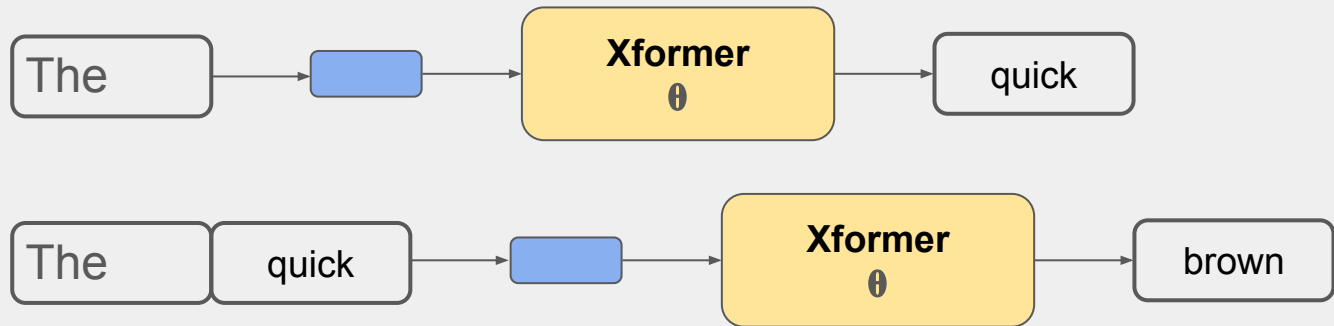 The
Xformer
θ
quick
The
quick
Xformer
θ
brown